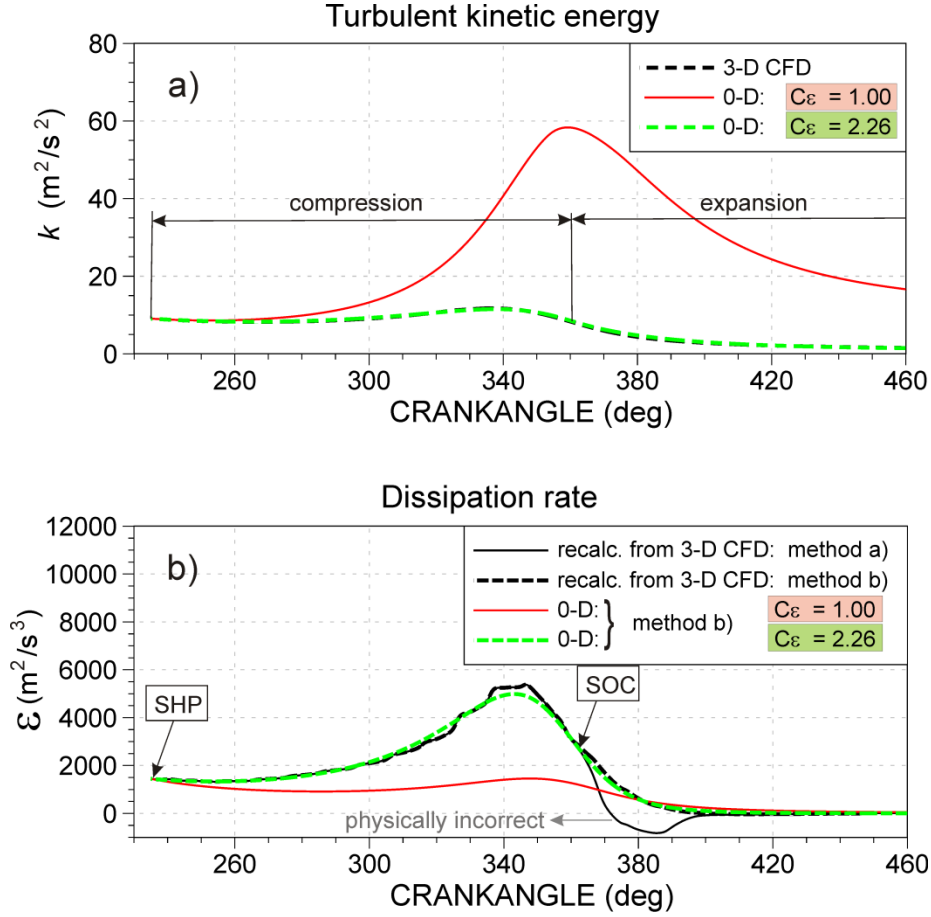 Turbulent kinetic energy
80
60
40
20
0
k (m²/s²)
a)
3-D CFD
0-D: Cε = 1.00
0-D: Cε = 2.26
compression
expansion
260 300 340 380 420 460
CRANKANGLE (deg)
Dissipation rate
12000
10000
8000
6000
4000
2000
0
ε (m²/s³)
b)
recalc. from 3-D CFD: method a)
recalc. from 3-D CFD: method b)
0-D: } method b) Cε = 1.00
0-D: Cε = 2.26
SHP
SOC
physically incorrect
260 300 340 380 420 460
CRANKANGLE (deg)